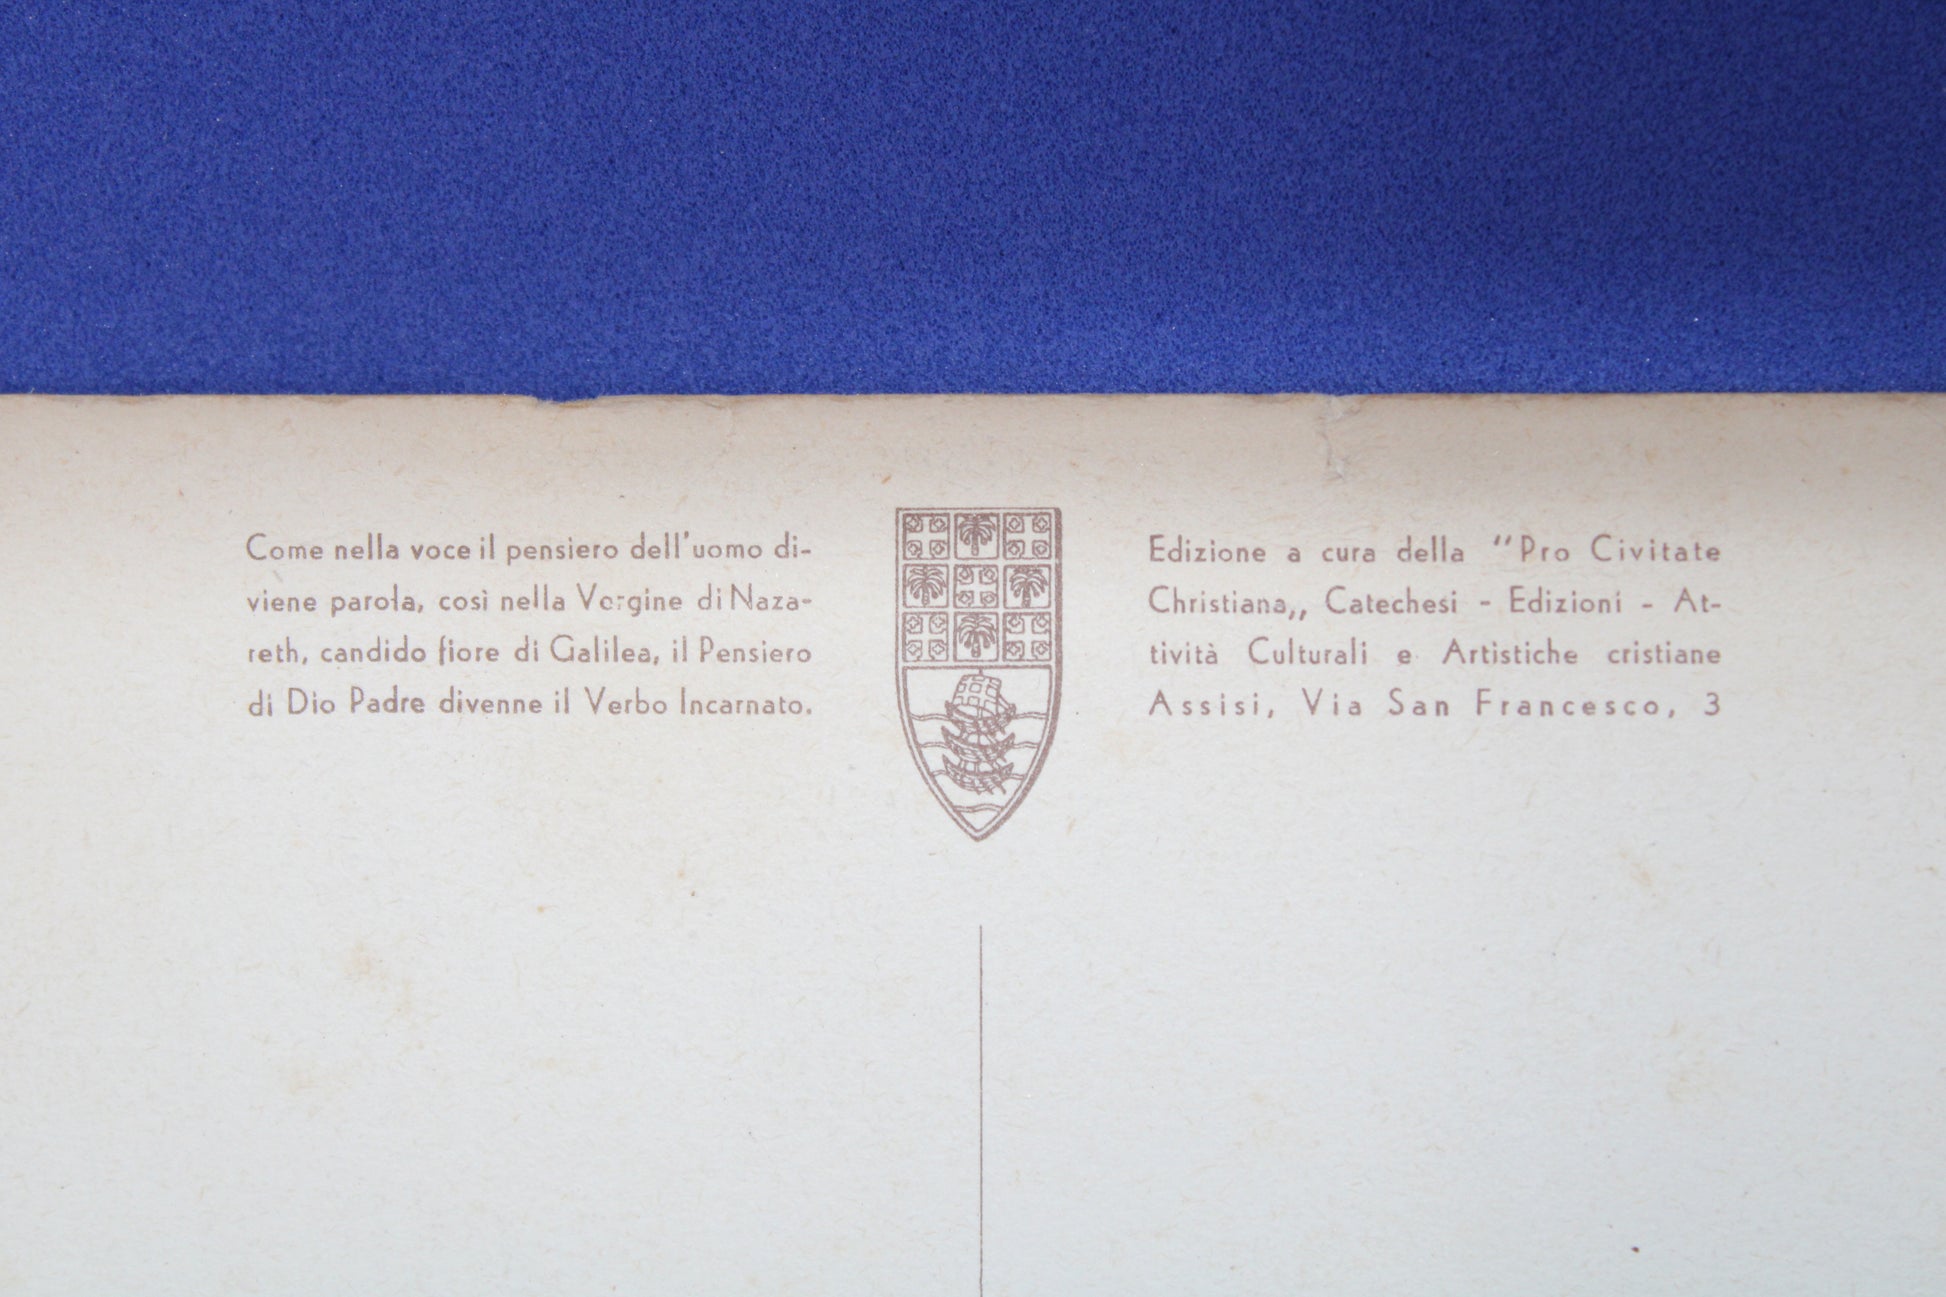 Come nella voce il pensiero dell'uomo di-
viene parola, così nella Vergine di Naza-
reth, candido fiore di Galilea, il Pensiero
di Dio Padre divenne il Verbo Incarnato.
Edizione a cura della "Pro Civitate
Christiana,, Catechesi - Edizioni - At-
tività Culturali e Artistiche cristiane
Assisi, Via San Francesco, 3